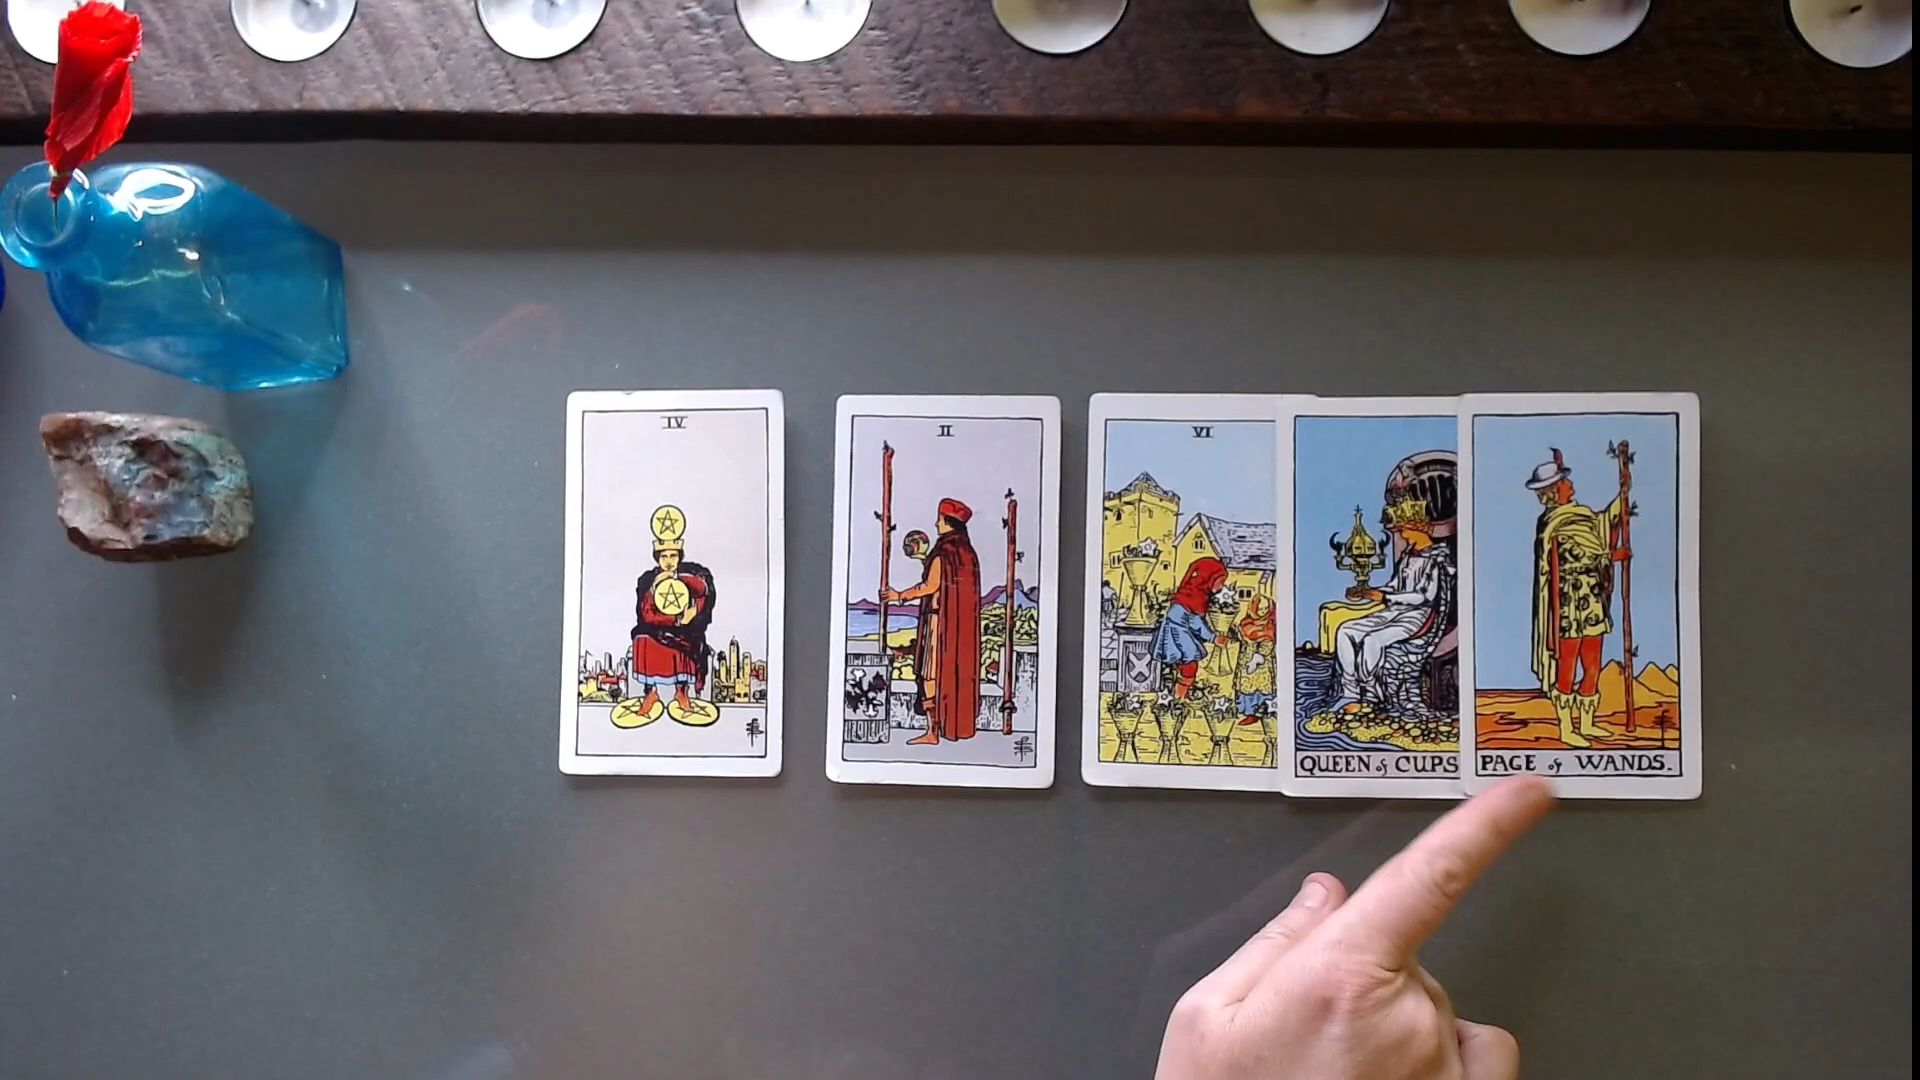 IV
II
VI
QUEEN of CUPS
PAGE of WANDS.